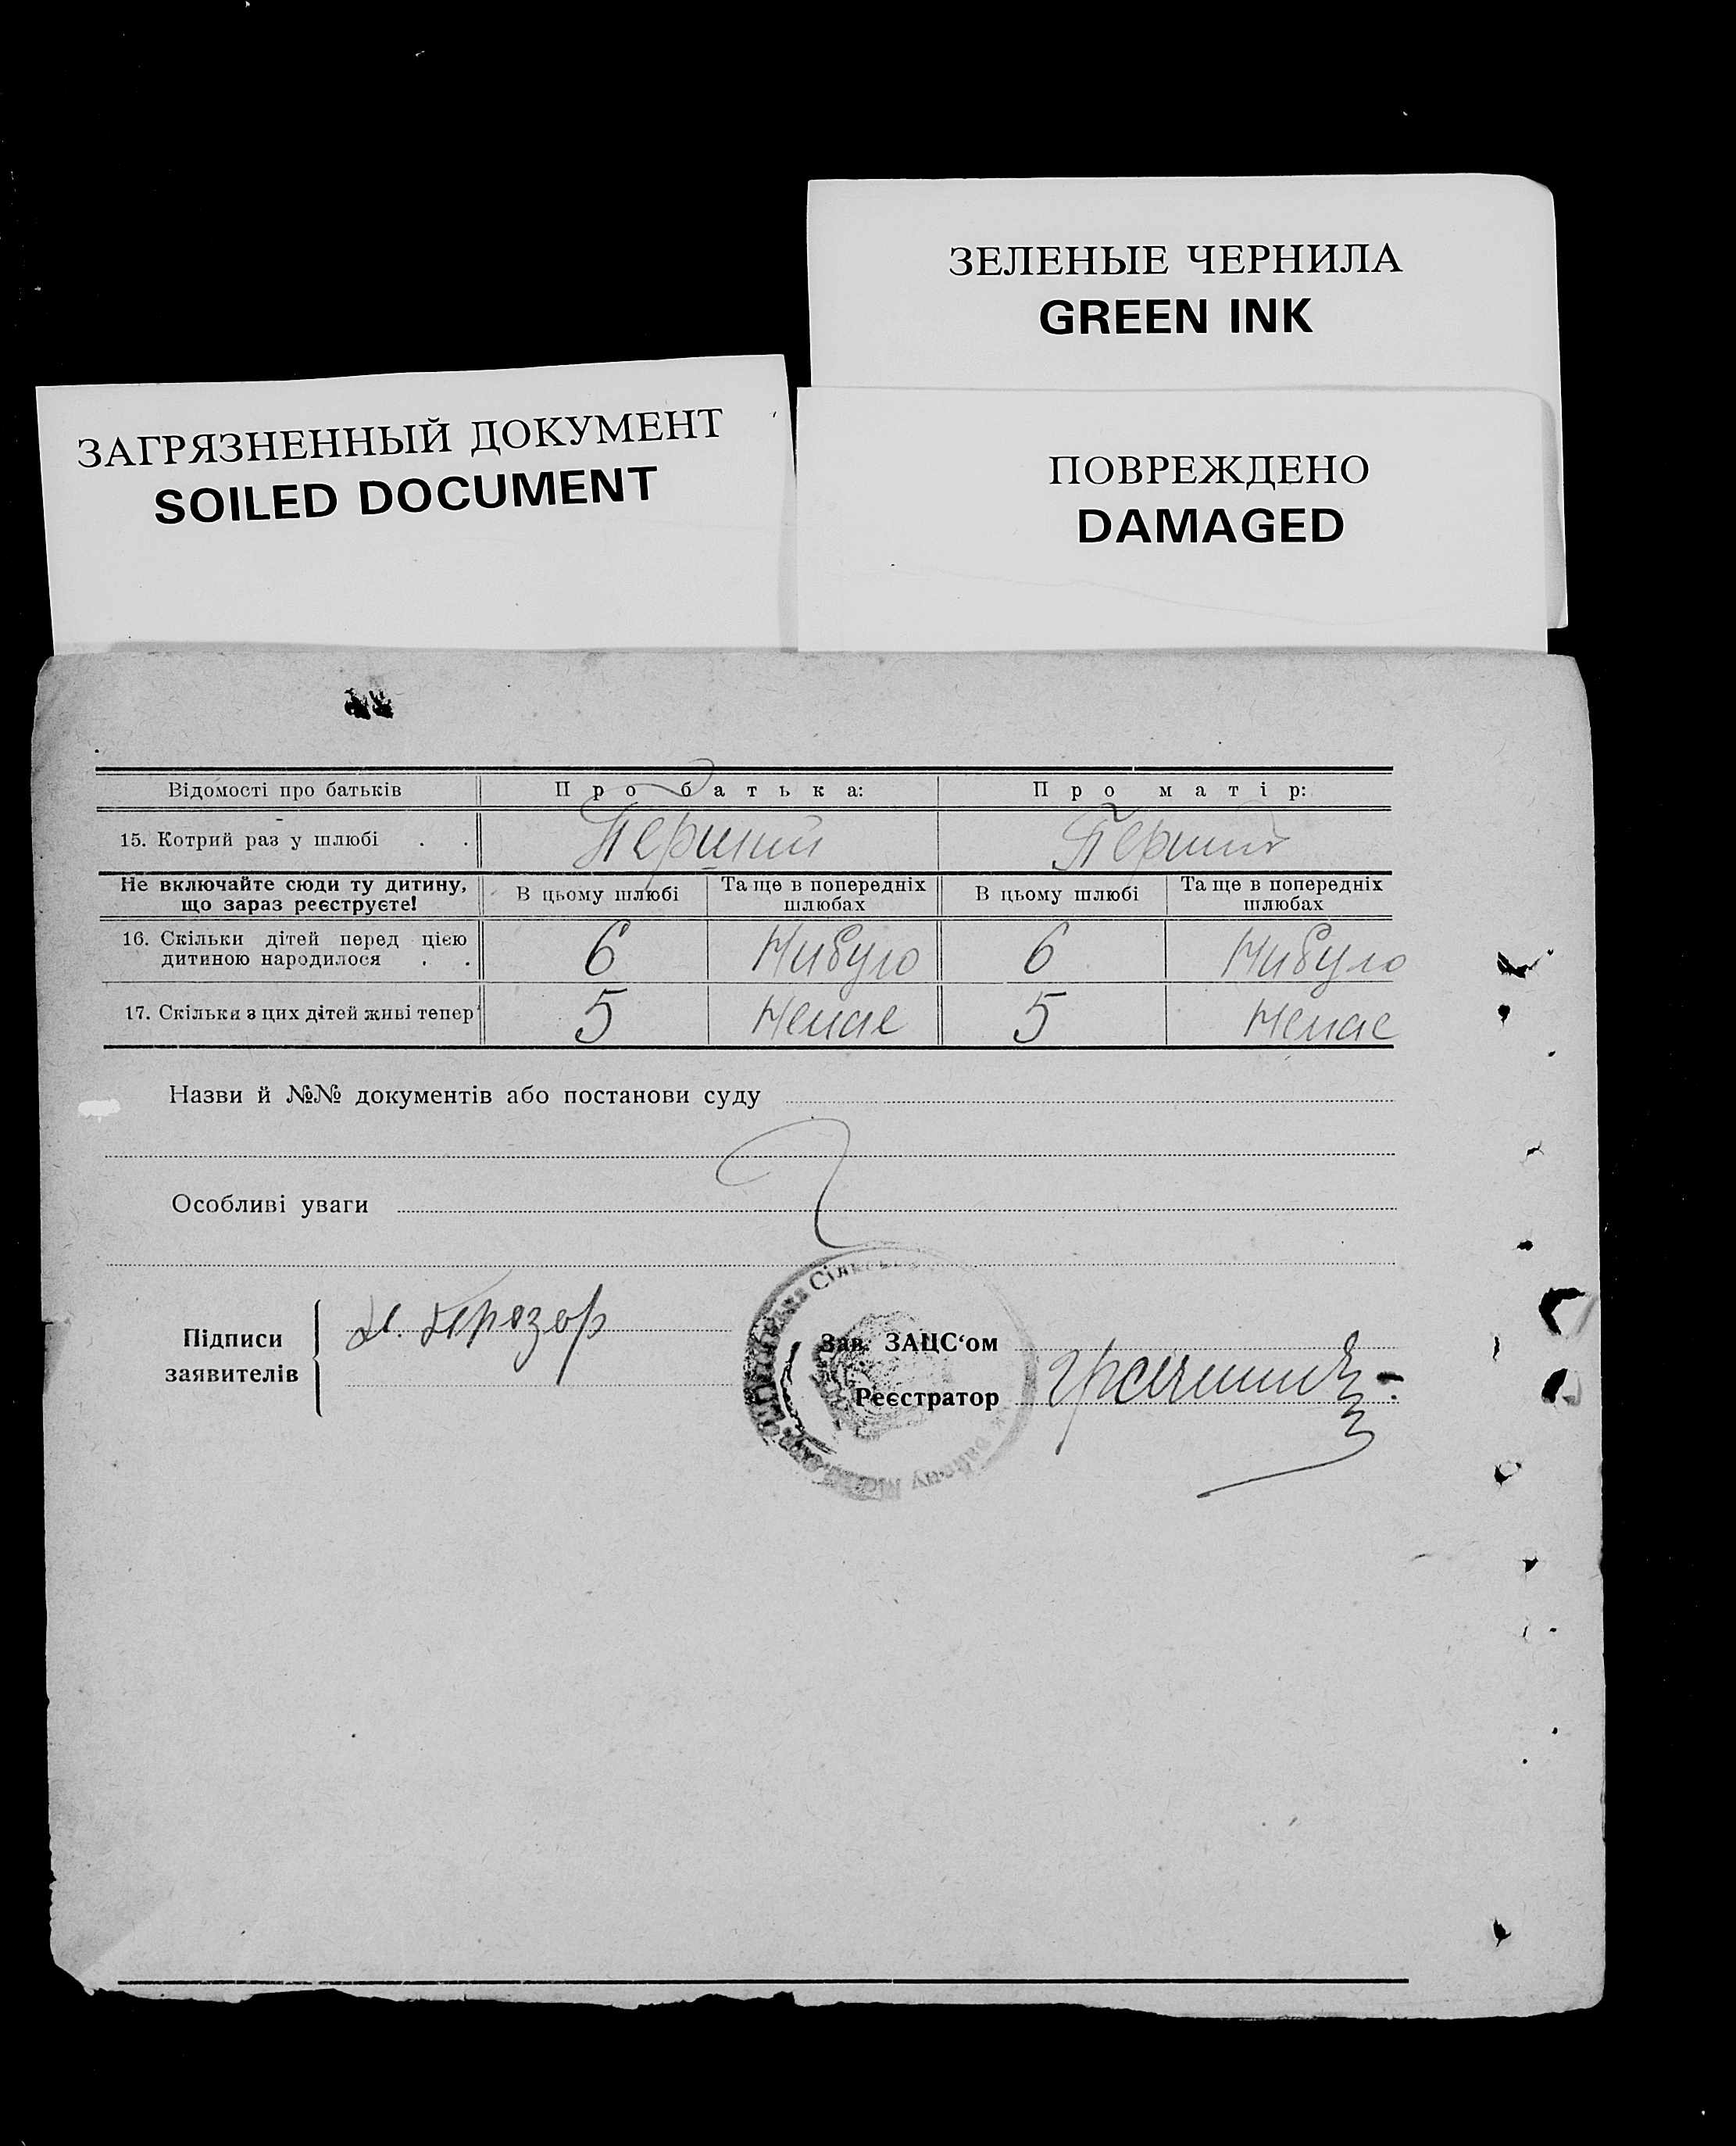 ЗЕЛЕНЫЕ ЧЕРНИЛА
GREEN INK
ЗАГРЯЗНЕННЫЙ ДОКУМЕНТ
SOILED DOCUMENT
ПОВРЕЖДЕНО
DAMAGED
Відомості про батьків Про батька: Про матір:
15. Котрий раз у шлюбі . . Перший Перший
Не включайте сюди ту дитину, що зараз реєструєте! В цьому шлюбі Та ще в попередніх шлюбах В цьому шлюбі Та ще в попередніх шлюбах
16. Скільки дітей перед цією
дитиною народилося . . 6 Нибуло 6 Нибуло
17. Скільки з цих дітей живі тепер 5 Немає 5 Немає
Назви й №№ документів або постанови суду
Особливі уваги
Підписи
заявителів
Зав. ЗАЦС‘ом
Реєстратор